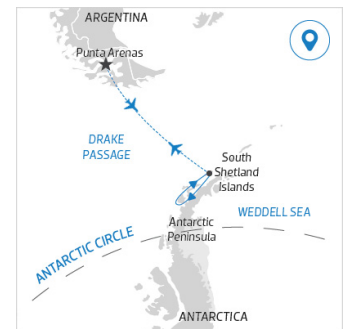 ARGENTINA
Punta Arenas
DRAKE
PASSAGE
South
Shetland
Islands
WEDDELL SEA
Antarctic
Peninsula
ANTARCTIC CIRCLE
ANTARCTICA